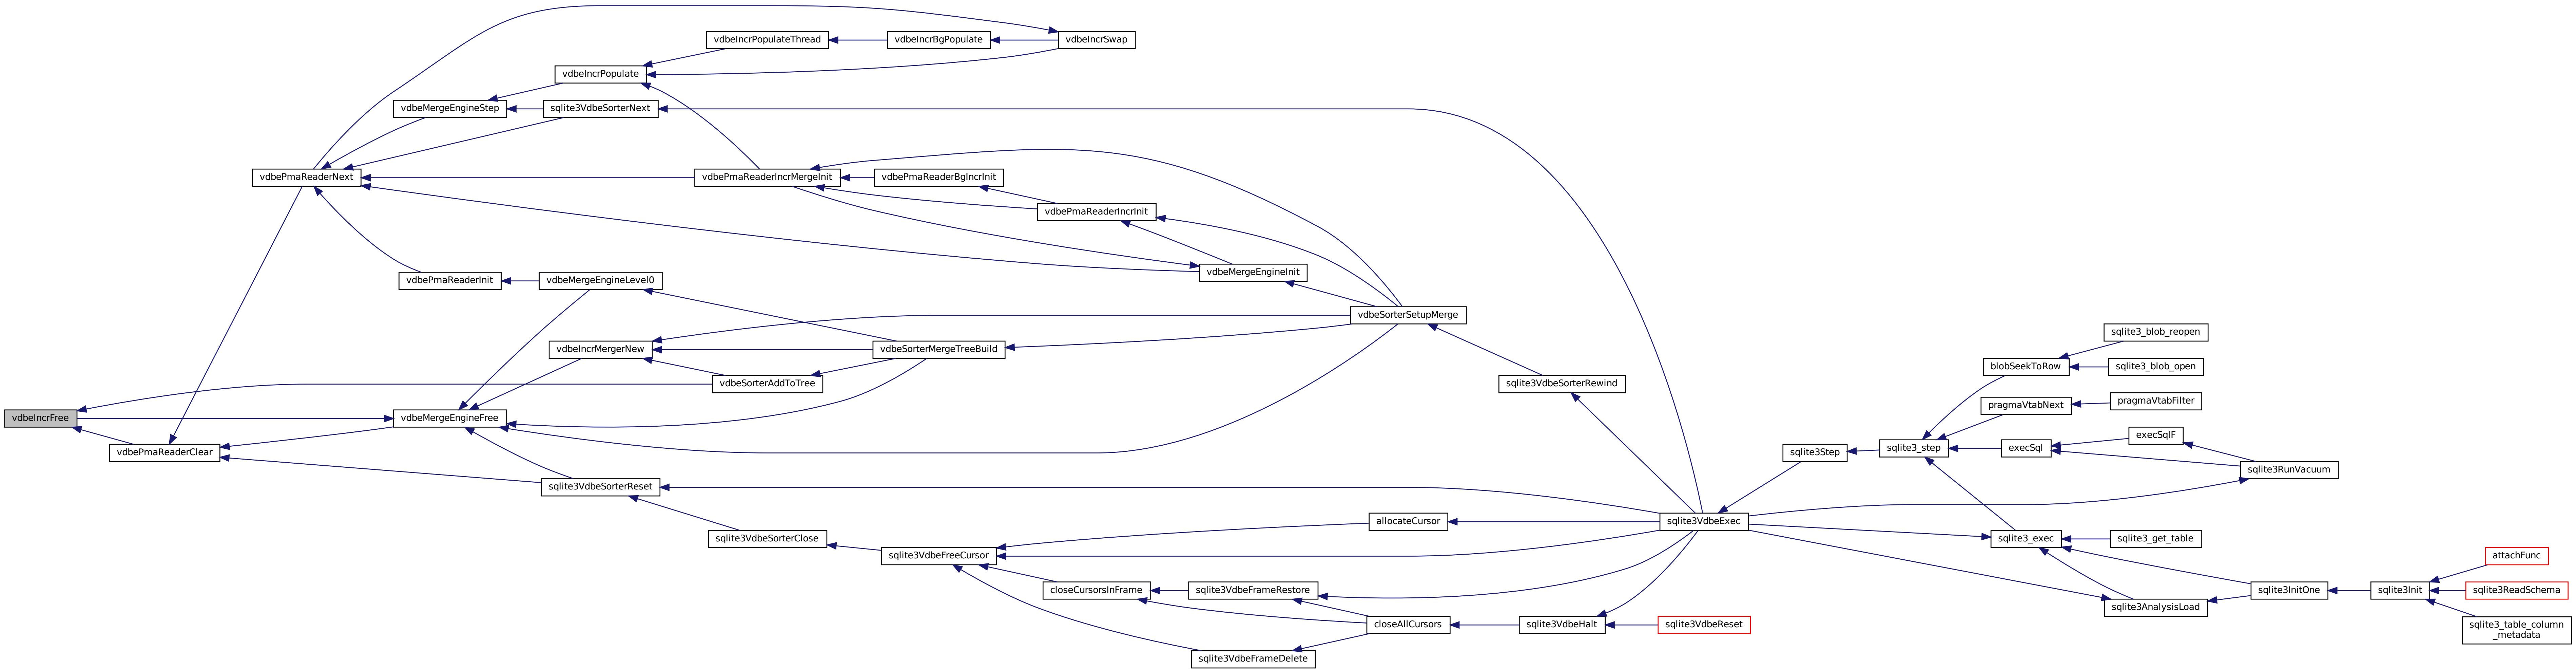 vdbeIncrFree
vdbePmaReaderClear
vdbePmaReaderNext
vdbeMergeEngineStep
vdbePmaReaderInit
vdbeMergeEngineFree
vdbeIncrPopulate
sqlite3VdbeSorterNext
vdbeMergeEngineLevel0
vdbeIncrMergerNew
sqlite3VdbeSorterReset
vdbeIncrPopulateThread
vdbePmaReaderIncrMergeInit
vdbeSorterAddToTree
sqlite3VdbeSorterClose
vdbeIncrBgPopulate
vdbePmaReaderBgIncrInit
vdbeSorterMergeTreeBuild
sqlite3VdbeFreeCursor
vdbeIncrSwap
vdbePmaReaderIncrInit
closeCursorsInFrame
vdbeMergeEngineInit
sqlite3VdbeFrameRestore
sqlite3VdbeFrameDelete
vdbeSorterSetupMerge
allocateCursor
closeAllCursors
sqlite3VdbeSorterRewind
sqlite3VdbeHalt
sqlite3VdbeExec
sqlite3VdbeReset
sqlite3Step
sqlite3_step
blobSeekToRow
pragmaVtabNext
execSql
sqlite3_exec
sqlite3_blob_reopen
sqlite3_blob_open
pragmaVtabFilter
execSqlF
sqlite3_get_table
sqlite3AnalysisLoad
sqlite3RunVacuum
sqlite3InitOne
sqlite3Init
attachFunc
sqlite3ReadSchema
sqlite3_table_column
_metadata